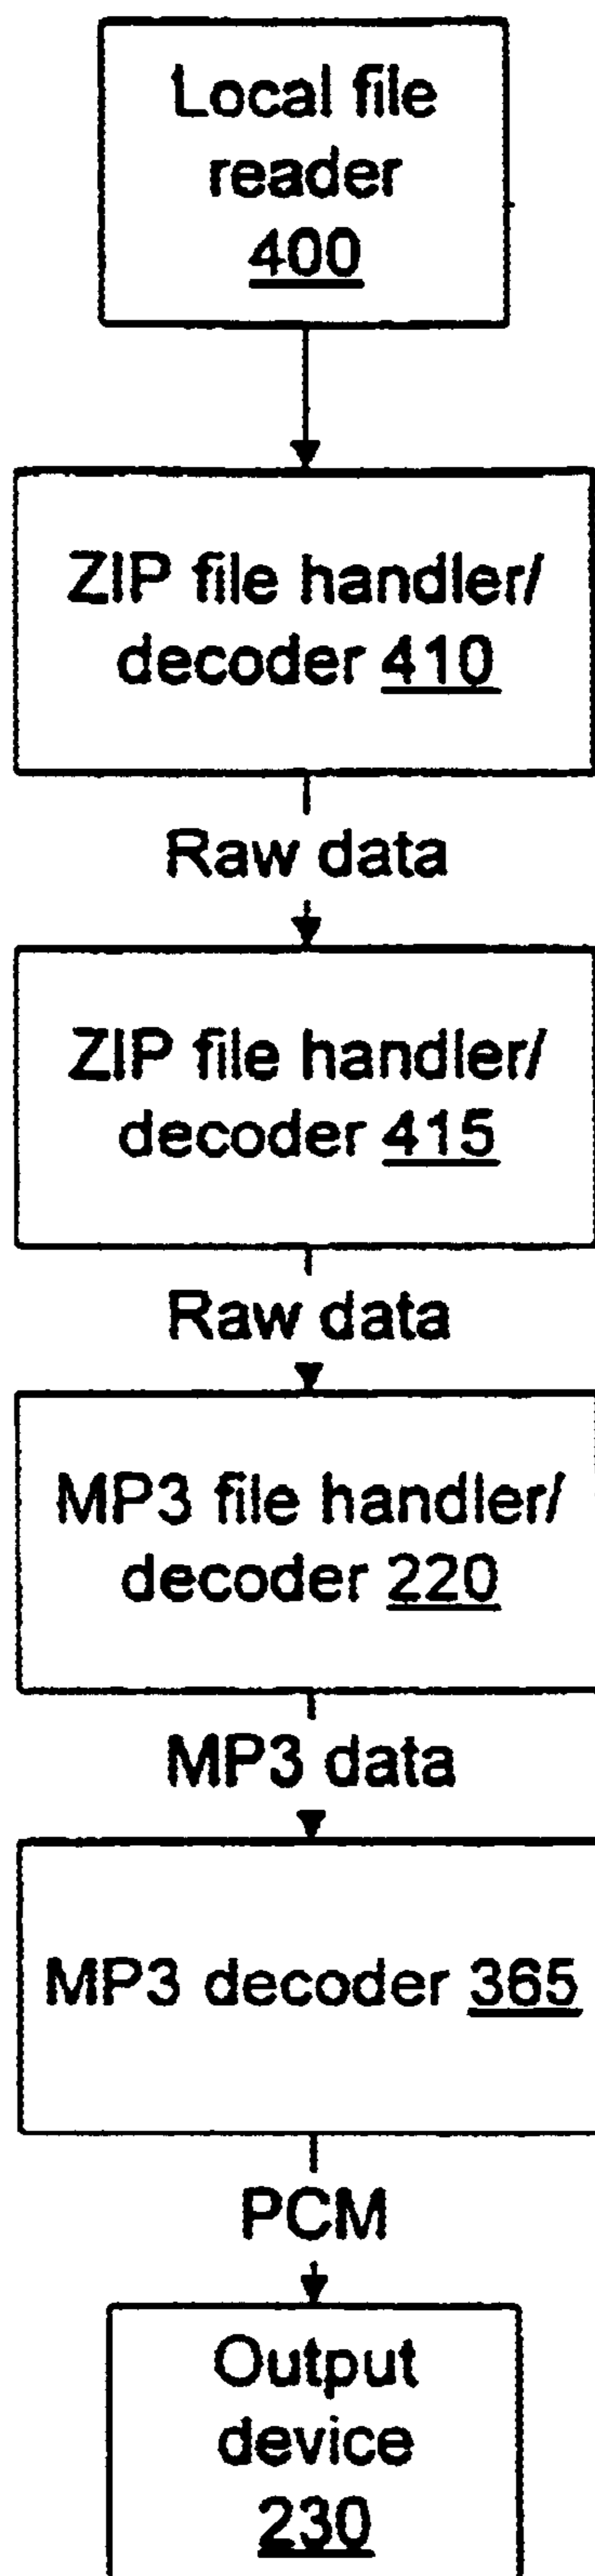 Local file
reader
400
ZIP file handler/
decoder 410
Raw data
ZIP file handler/
decoder 415
Raw data
MP3 file handler/
decoder 220
MP3 data
MP3 decoder 365
PCM
Output
device
230